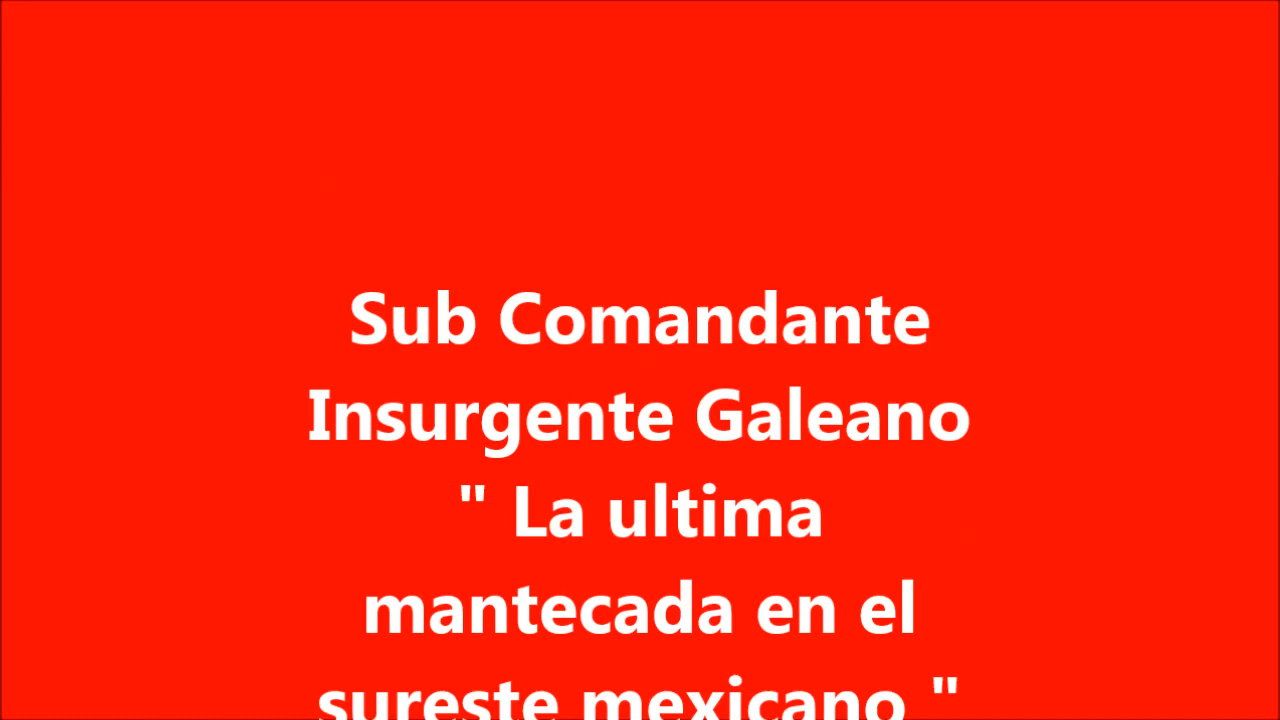 Sub Comandante
Insurgente Galeano
" La ultima
mantecada en el
sureste mexicano "